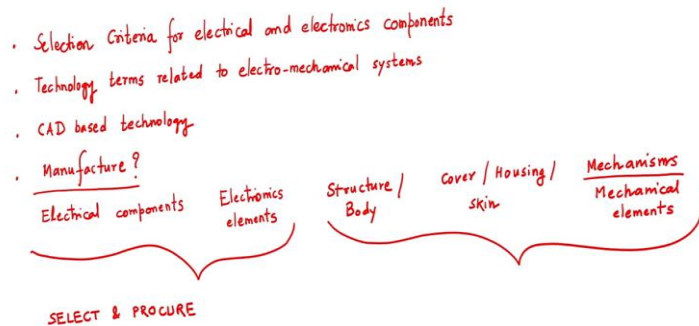 . Selection Criteria for electrical and electronics components
. Technology terms related to electro-mechanical systems
. CAD based technology
. Manufacture?
Electrical components
Electronics
elements
Structure /
Body
Cover / Housing /
skin
Mechanisms
Mechanical
elements
SELECT & PROCURE